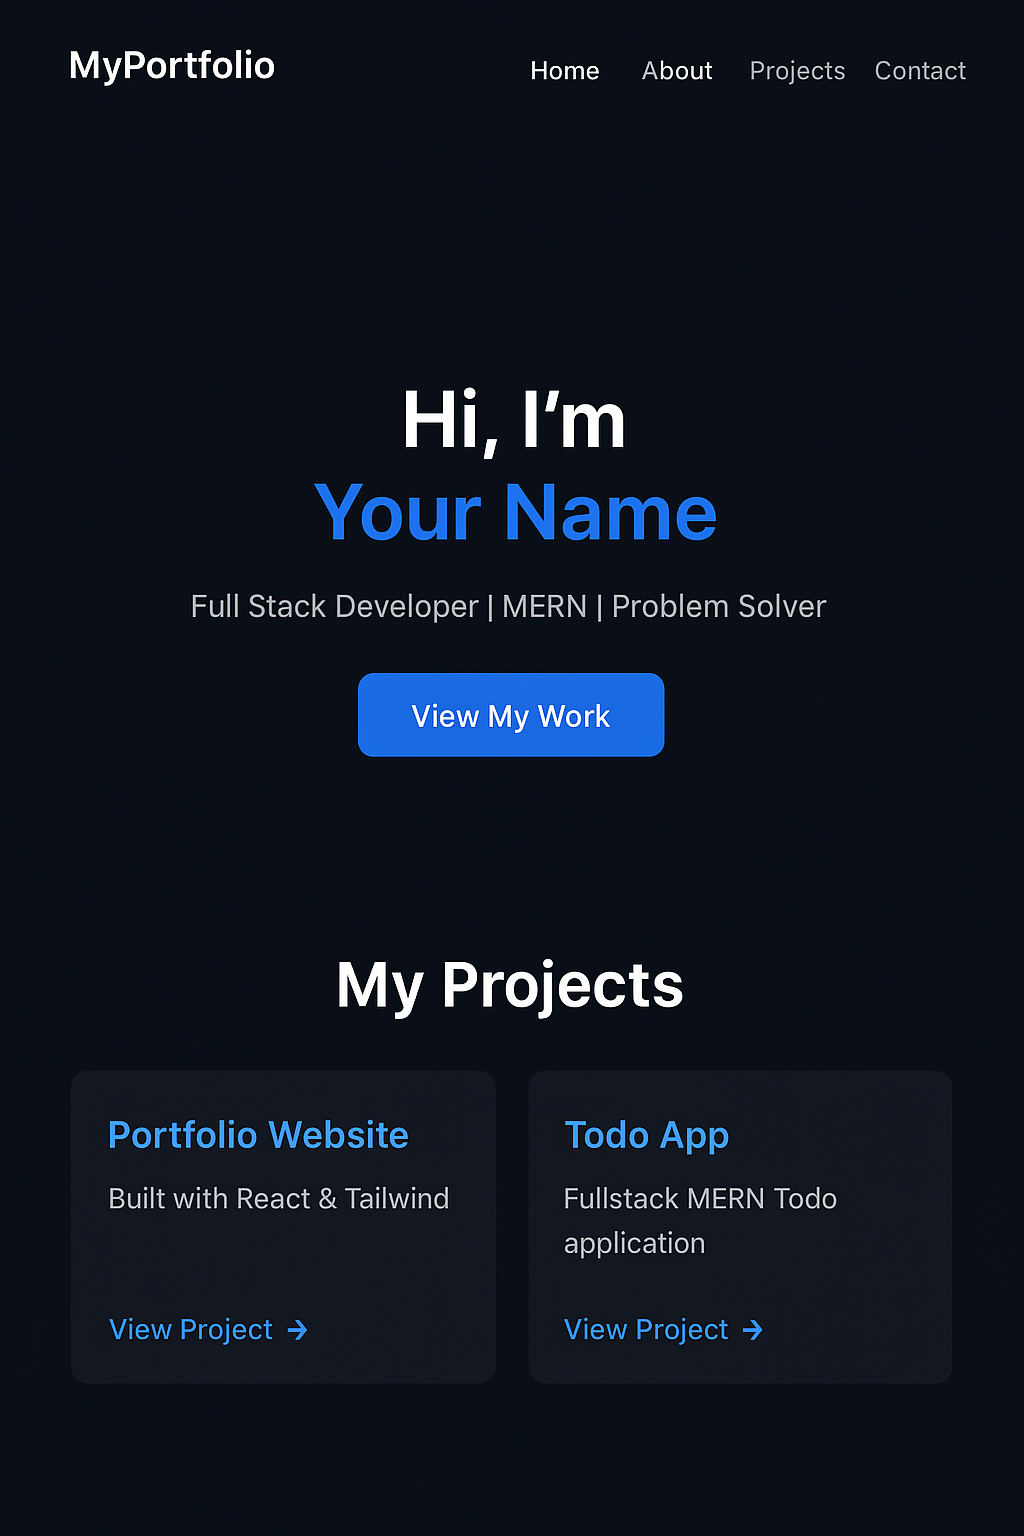 MyPortfolio
Home About Projects Contact
Hi, I’m
Your Name
Full Stack Developer | MERN | Problem Solver
View My Work
My Projects
Portfolio Website
Built with React & Tailwind
View Project →
Todo App
Fullstack MERN Todo
application
View Project →